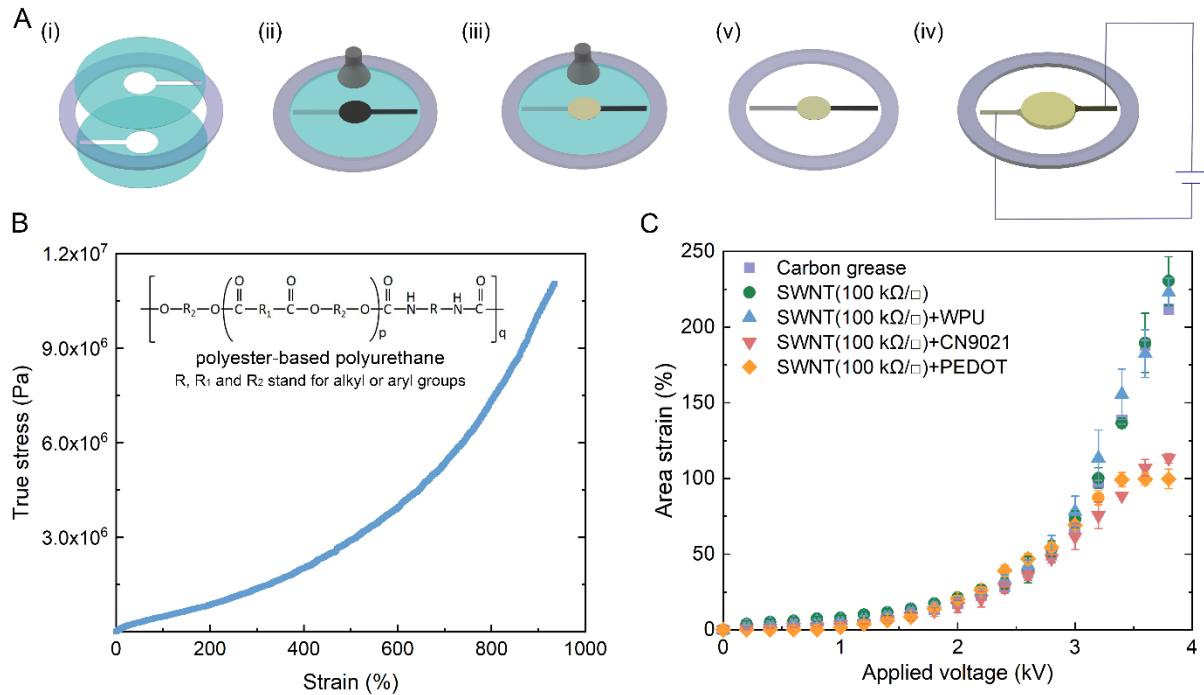 A
(i)
(ii)
(iii)
(v)
(iv)
B
True stress (Pa)
1.2x10⁷
9.0x10⁶
6.0x10⁶
3.0x10⁶
0
200
400
600
800
1000
Strain (%)
O O O O
O–R₂–O C–R₁–C–O–R₂–O C–N–R–N–C
H H
p
q
polyester-based polyurethane
R, R₁ and R₂ stand for alkyl or aryl groups
C
Area strain (%)
250
200
150
100
50
0
Carbon grease
SWNT(100 kΩ/□)
SWNT(100 kΩ/□)+WPU
SWNT(100 kΩ/□)+CN9021
SWNT(100 kΩ/□)+PEDOT
0
1
2
3
4
Applied voltage (kV)